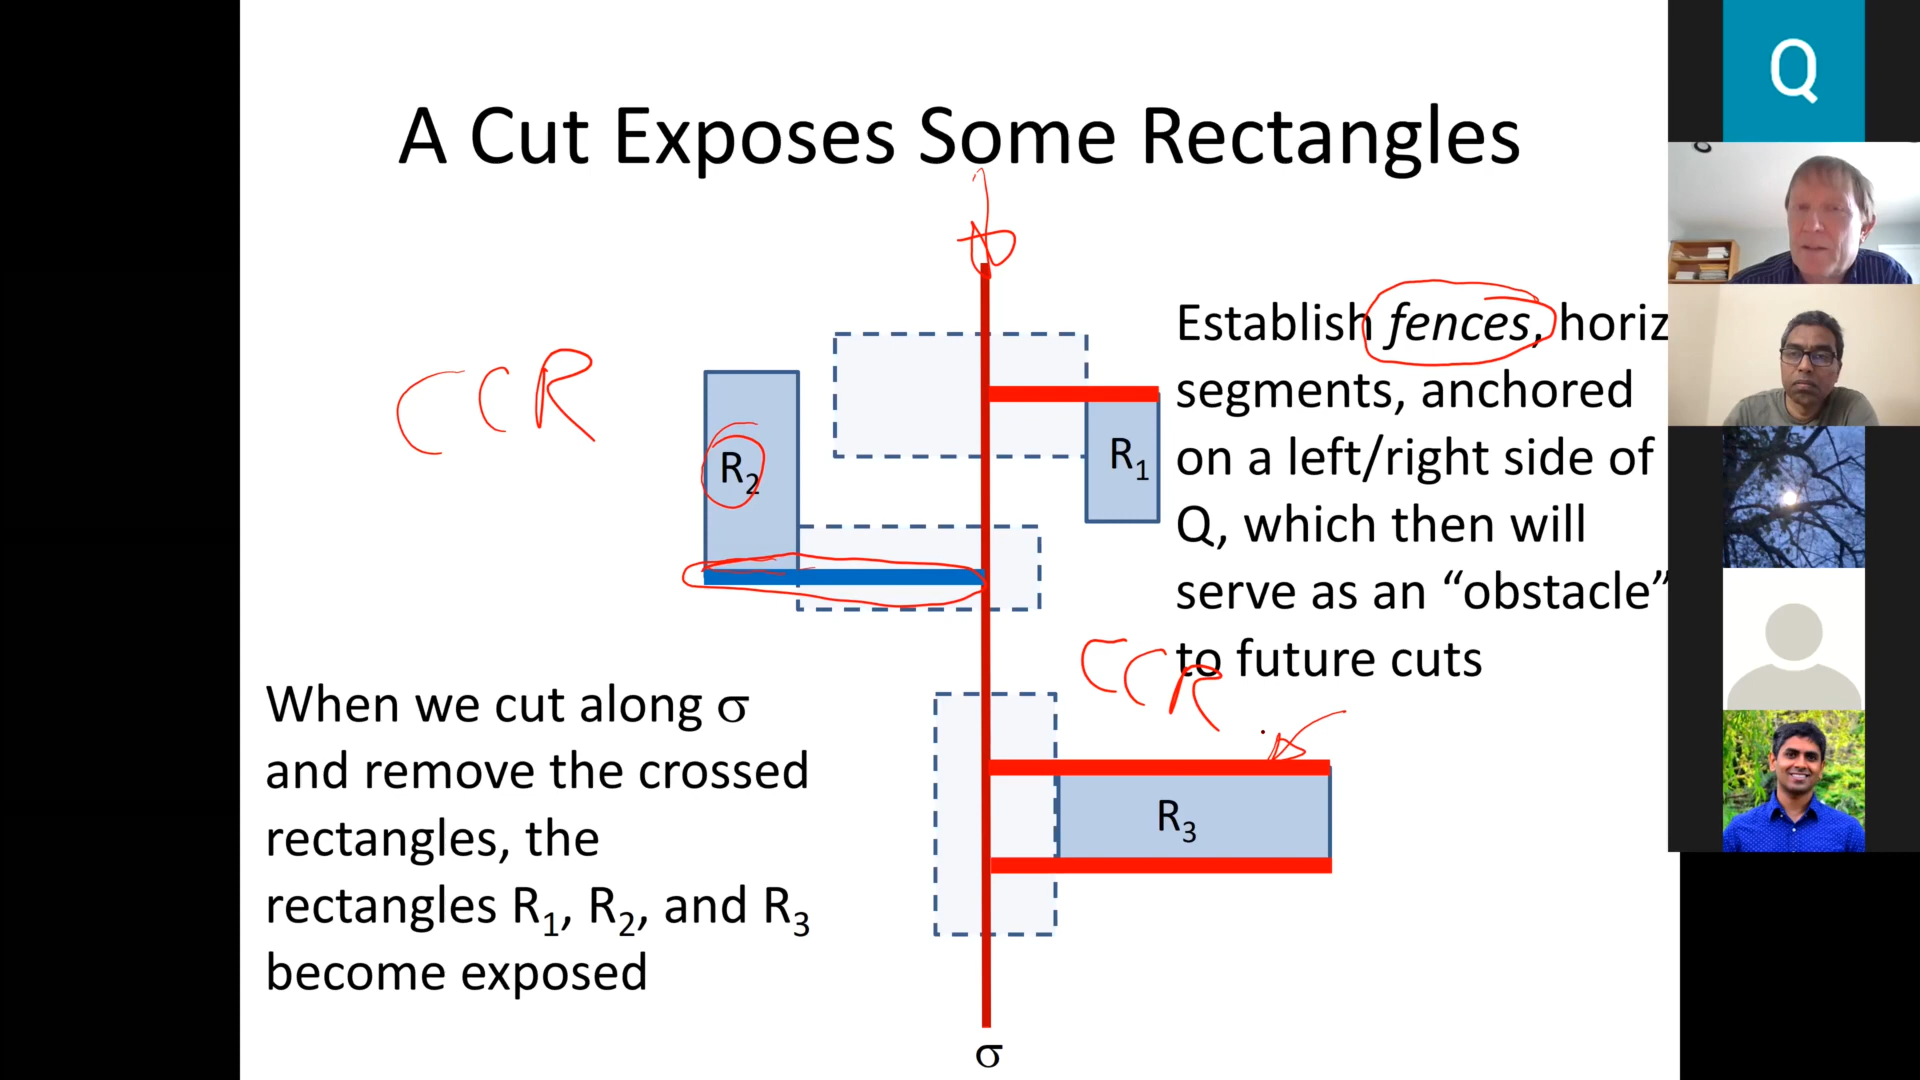 A Cut Exposes Some Rectangles
Establish fences, horiz
segments, anchored
on a left/right side of
Q, which then will
serve as an “obstacle”
to future cuts
CCR
R₂
R₁
CCR
R₃
When we cut along σ
and remove the crossed
rectangles, the
rectangles R₁, R₂, and R₃
become exposed
σ
Q